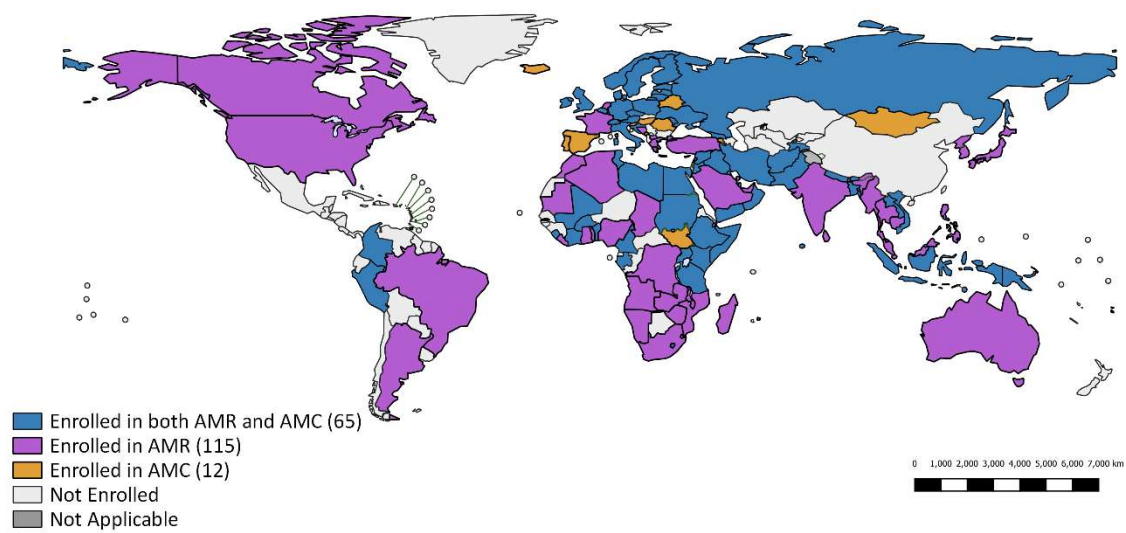 Enrolled in both AMR and AMC (65)
Enrolled in AMR (115)
Enrolled in AMC (12)
Not Enrolled
Not Applicable
0 1,000 2,000 3,000 4,000 5,000 6,000 7,000 km